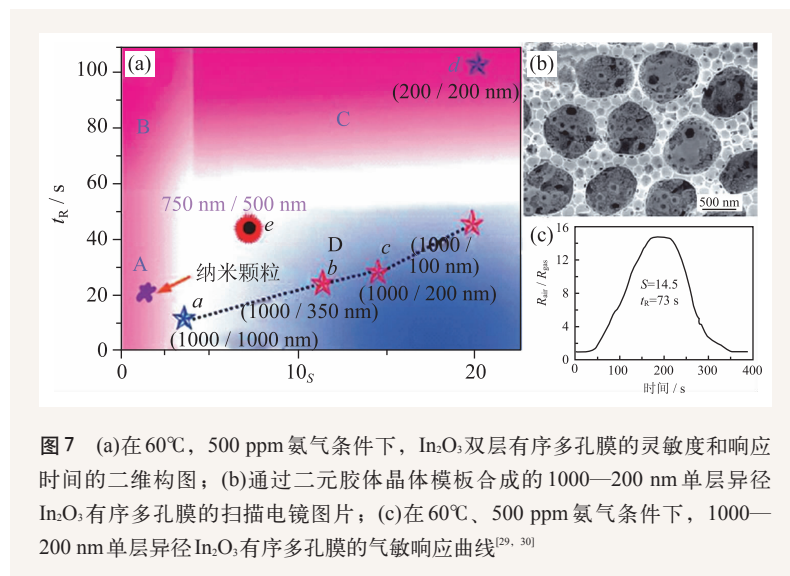 (a)
100
80
60
40
20
0
tR / s
B
C
d
(200 / 200 nm)
750 nm / 500 nm
e
A
纳米颗粒
D
a
b
c
(1000 /
100 nm)
(1000 / 200 nm)
(1000 / 350 nm)
(1000 / 1000 nm)
0
10
20
S
(b)
500 nm
(c)
16
12
8
4
0
Rair / Rgas
S=14.5
tR=73 s
0
100
200
300
400
时间 / s
图7 (a)在60℃，500 ppm氨气条件下，In2O3双层有序多孔膜的灵敏度和响应
时间的二维构图；(b)通过二元胶体晶体模板合成的1000—200 nm单层异径
In2O3有序多孔膜的扫描电镜图片；(c)在60℃、500 ppm氨气条件下，1000—
200 nm单层异径In2O3有序多孔膜的气敏响应曲线[29，30]